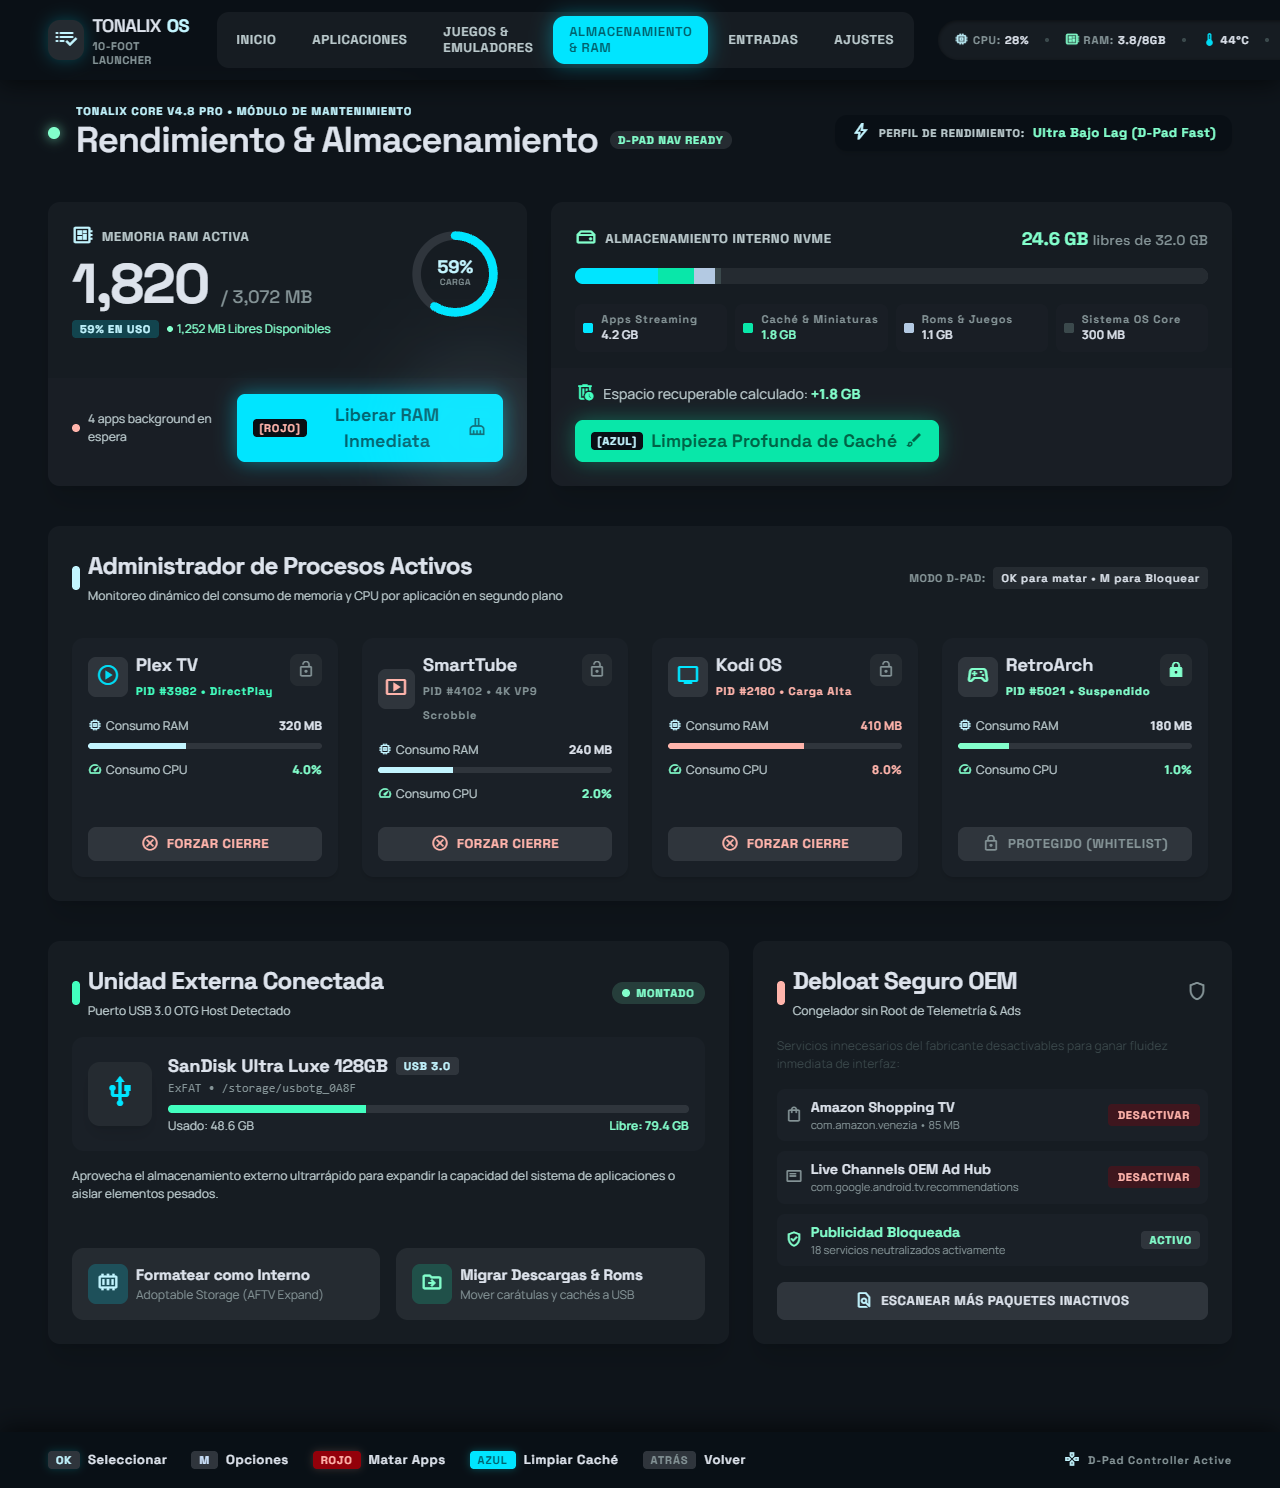 TONALIX OS
10-FOOT
LAUNCHER
INICIO
APLICACIONES
JUEGOS &
EMULADORES
ALMACENAMIENTO
& RAM
ENTRADAS
AJUSTES
CPU: 28%
•
RAM: 3.8/8GB
•
44°C
•
TONALIX CORE V4.8 PRO • MÓDULO DE MANTENIMIENTO
Rendimiento & Almacenamiento
D-PAD NAV READY
PERFIL DE RENDIMIENTO: Ultra Bajo Lag (D-Pad Fast)
MEMORIA RAM ACTIVA
1,820 / 3,072 MB
59% EN USO
1,252 MB Libres Disponibles
59%
CARGA
4 apps background en
espera
[ROJO]
Liberar RAM
Inmediata
ALMACENAMIENTO INTERNO NVME
24.6 GB libres de 32.0 GB
Apps Streaming
4.2 GB
Caché & Miniaturas
1.8 GB
Roms & Juegos
1.1 GB
Sistema OS Core
300 MB
Espacio recuperable calculado: +1.8 GB
[AZUL] Limpieza Profunda de Caché
Administrador de Procesos Activos
Monitoreo dinámico del consumo de memoria y CPU por aplicación en segundo plano
MODO D-PAD: OK para matar • M para Bloquear
Plex TV
PID #3982 • DirectPlay
Consumo RAM 320 MB
Consumo CPU 4.0%
FORZAR CIERRE
SmartTube
PID #4102 • 4K VP9
Scrobble
Consumo RAM 240 MB
Consumo CPU 2.0%
FORZAR CIERRE
Kodi OS
PID #2180 • Carga Alta
Consumo RAM 410 MB
Consumo CPU 8.0%
FORZAR CIERRE
RetroArch
PID #5021 • Suspendido
Consumo RAM 180 MB
Consumo CPU 1.0%
PROTEGIDO (WHITELIST)
Unidad Externa Conectada
Puerto USB 3.0 OTG Host Detectado
MONTADO
SanDisk Ultra Luxe 128GB USB 3.0
ExFAT • /storage/usbotg_0A8F
Usado: 48.6 GB Libre: 79.4 GB
Aprovecha el almacenamiento externo ultrarrápido para expandir la capacidad del sistema de aplicaciones o
aislar elementos pesados.
Formatear como Interno
Adoptable Storage (AFTV Expand)
Migrar Descargas & Roms
Mover carátulas y cachés a USB
Debloat Seguro OEM
Congelador sin Root de Telemetría & Ads
Servicios innecesarios del fabricante desactivables para ganar fluidez
inmediata de interfaz:
Amazon Shopping TV
com.amazon.venezia • 85 MB
DESACTIVAR
Live Channels OEM Ad Hub
com.google.android.tv.recommendations
DESACTIVAR
Publicidad Bloqueada
18 servicios neutralizados activamente
ACTIVO
ESCANEAR MÁS PAQUETES INACTIVOS
OK Seleccionar
M Opciones
ROJO Matar Apps
AZUL Limpiar Caché
ATRÁS Volver
D-Pad Controller Active